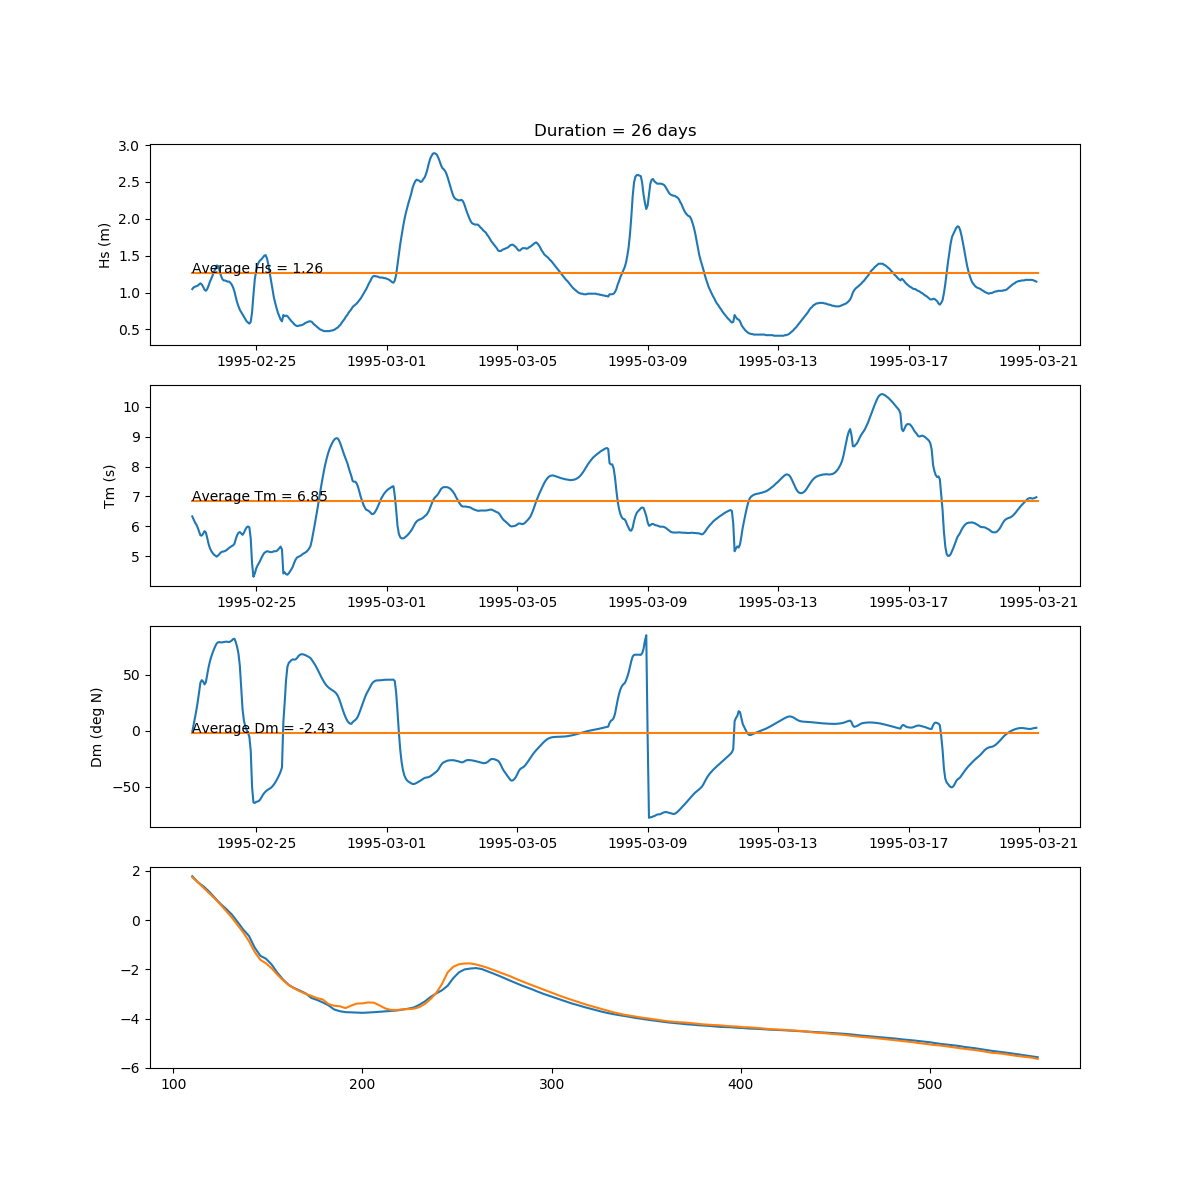 Duration = 26 days
3.0
2.5
2.0
1.5
1.0
0.5
Hs (m)
Average Hs = 1.26
1995-02-25 1995-03-01 1995-03-05 1995-03-09 1995-03-13 1995-03-17 1995-03-21
10
9
8
7
6
5
Tm (s)
Average Tm = 6.85
1995-02-25 1995-03-01 1995-03-05 1995-03-09 1995-03-13 1995-03-17 1995-03-21
50
0
−50
Dm (deg N)
Average Dm = -2.43
1995-02-25 1995-03-01 1995-03-05 1995-03-09 1995-03-13 1995-03-17 1995-03-21
2
0
−2
−4
−6
100 200 300 400 500